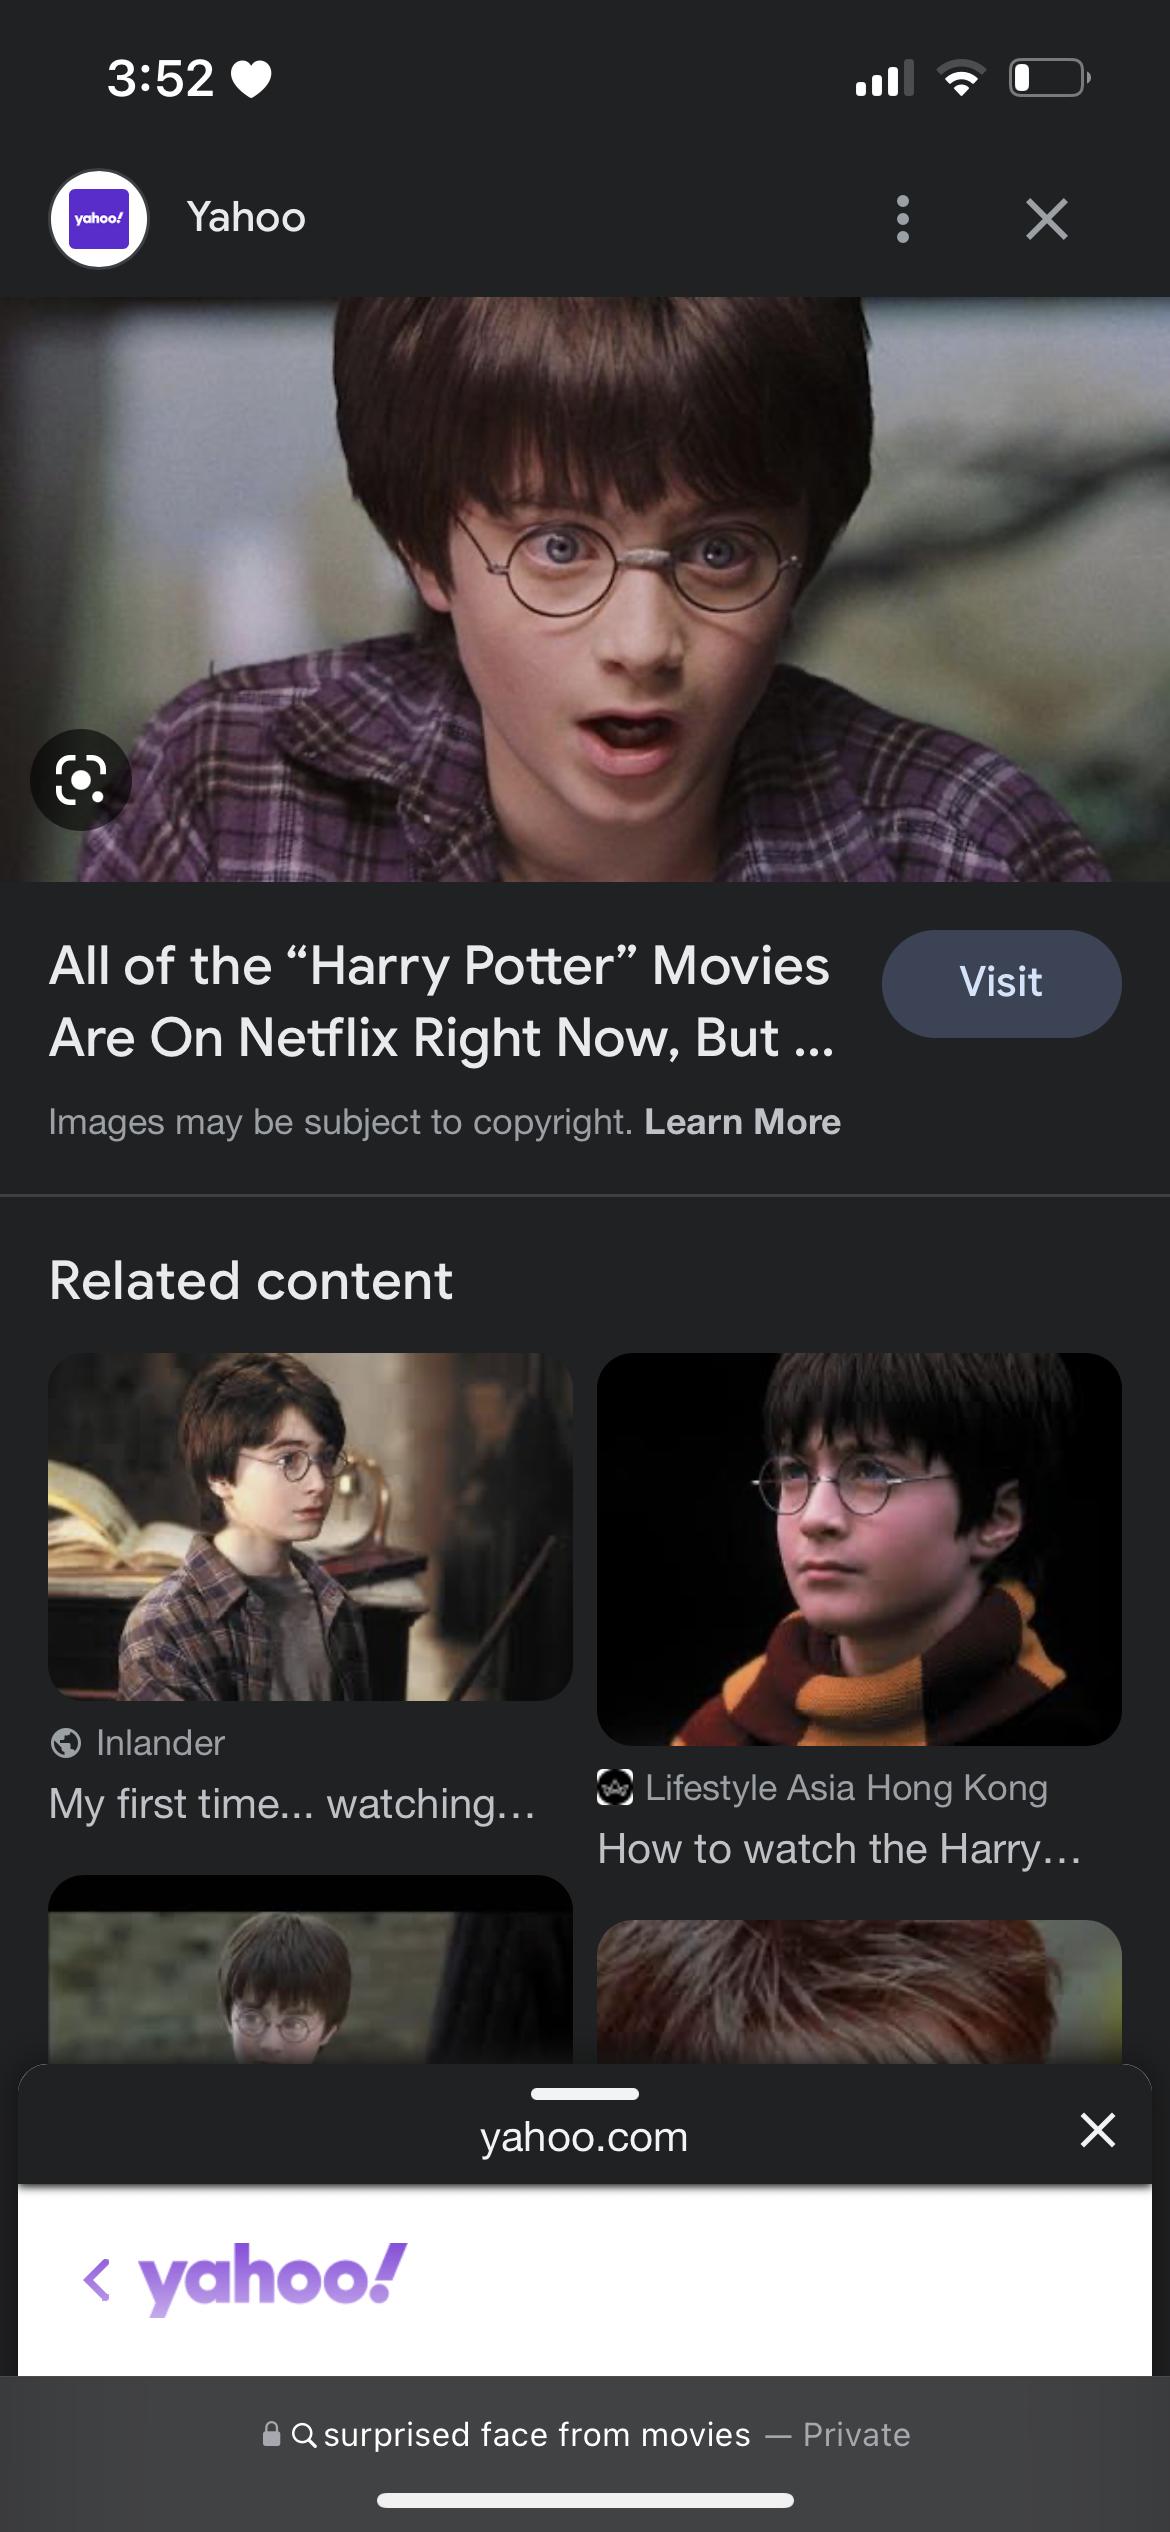 3:52
yahoo!
Yahoo
All of the “Harry Potter” Movies
Are On Netflix Right Now, But ...
Visit
Images may be subject to copyright. Learn More
Related content
Inlander
My first time... watching...
Lifestyle Asia Hong Kong
How to watch the Harry...
yahoo.com
yahoo!
surprised face from movies — Private